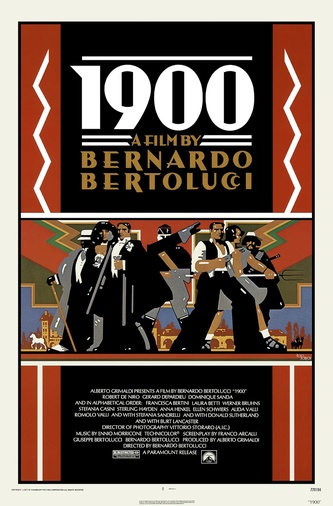 1900
A FILM BY
BERNARDO
BERTOLUCCI
ALBERTO GRIMALDI PRESENTS A FILM BY BERNARDO BERTOLUCCI "1900"
ROBERT DE NIRO GERARD DEPARDIEU DOMINIQUE SANDA
AND IN ALPHABETICAL ORDER: FRANCESCA BERTINI LAURA BETTI WERNER BRUHNS
STEFANIA CASINI STERLING HAYDEN ANNA HENKEL ELLEN SCHWIERS ALIDA VALLI
ROMOLO VALLI AND WITH STEFANIA SANDRELLI AND WITH DONALD SUTHERLAND
AND WITH BURT LANCASTER
DIRECTOR OF PHOTOGRAPHY VITTORIO STORARO (A.I.C.)
MUSIC BY ENNIO MORRICONE TECHNICOLOR® SCREENPLAY BY FRANCO ARCALLI
GIUSEPPE BERTOLUCCI BERNARDO BERTOLUCCI PRODUCED BY ALBERTO GRIMALDI
DIRECTED BY BERNARDO BERTOLUCCI
R RESTRICTED
A PARAMOUNT RELEASE
Paramount
"1900"